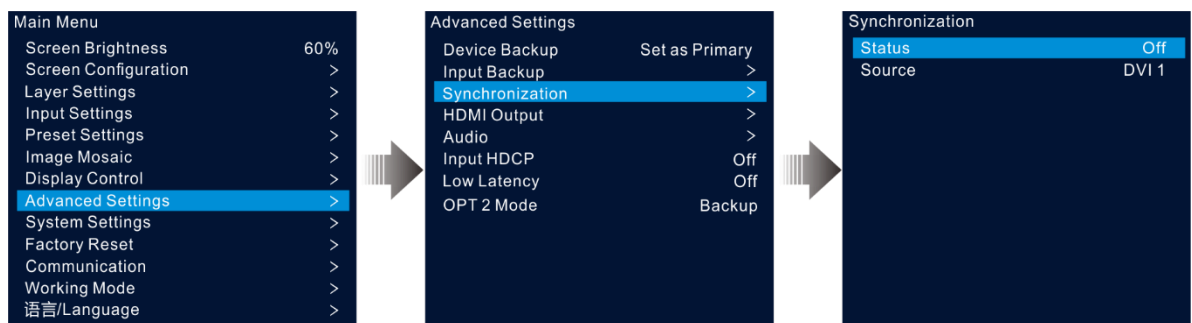 Main Menu
Screen Brightness 60%
Screen Configuration >
Layer Settings >
Input Settings >
Preset Settings >
Image Mosaic >
Display Control >
Advanced Settings >
System Settings >
Factory Reset >
Communication >
Working Mode >
语言/Language >
Advanced Settings
Device Backup Set as Primary
Input Backup >
Synchronization >
HDMI Output >
Audio >
Input HDCP Off
Low Latency Off
OPT 2 Mode Backup
Synchronization
Status Off
Source DVI 1